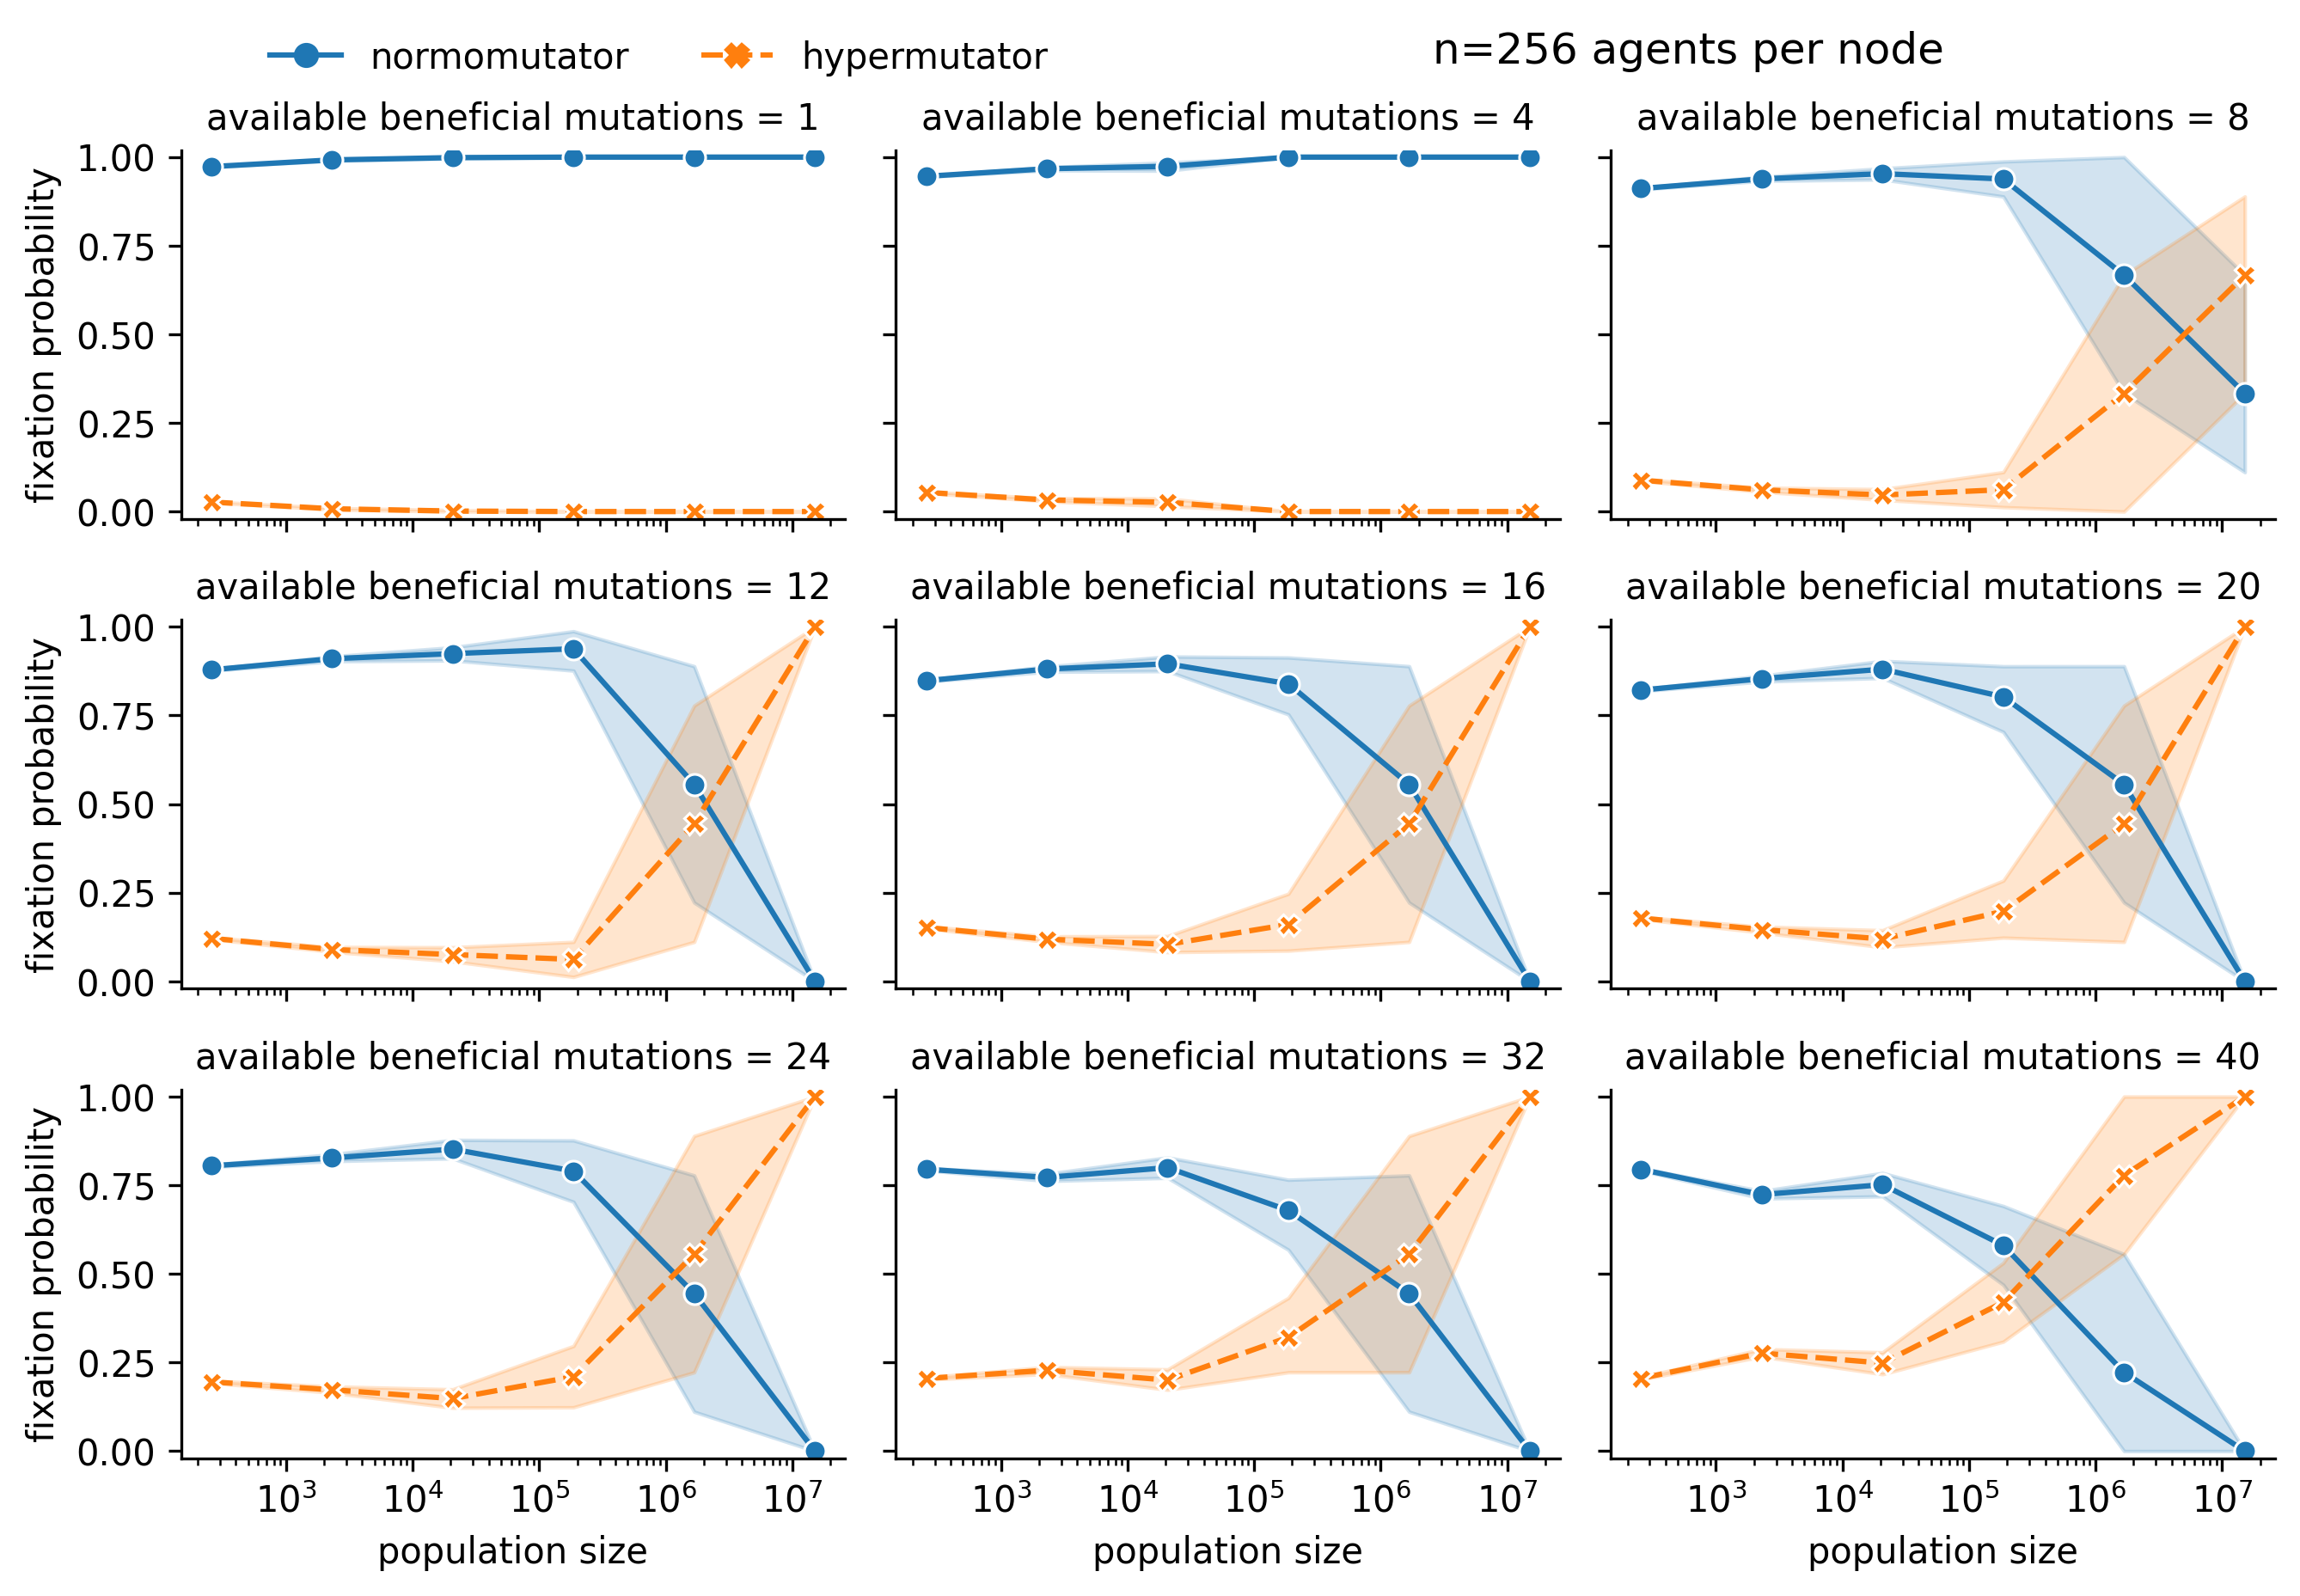 normomutator hypermutator n=256 agents per node
available beneficial mutations = 1 available beneficial mutations = 4 available beneficial mutations = 8
fixation probability
1.00
0.75
0.50
0.25
0.00
available beneficial mutations = 12 available beneficial mutations = 16 available beneficial mutations = 20
fixation probability
1.00
0.75
0.50
0.25
0.00
available beneficial mutations = 24 available beneficial mutations = 32 available beneficial mutations = 40
fixation probability
1.00
0.75
0.50
0.25
0.00
10³ 10⁴ 10⁵ 10⁶ 10⁷ 10³ 10⁴ 10⁵ 10⁶ 10⁷ 10³ 10⁴ 10⁵ 10⁶ 10⁷
population size population size population size